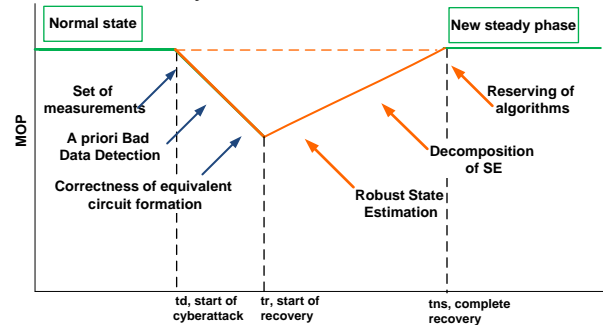 Normal state
New steady phase
Set of
measurements
Reserving of
algorithms
A priori Bad
Data Detection
Decomposition
of SE
Correctness of equivalent
circuit formation
Robust State
Estimation
MOP
td, start of
cyberattack
tr, start of
recovery
tns, complete
recovery